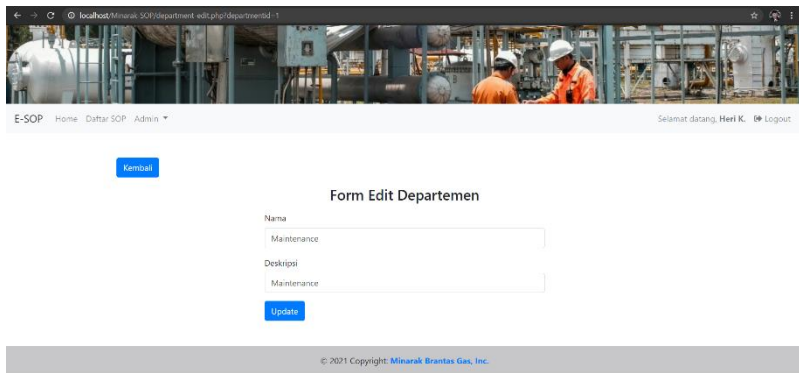 localhost/Minarak-SOP/department-edit.php?departmentid=1
E-SOP Home Daftar SOP Admin Selamat datang, Heri K. Logout
Kembali
Form Edit Departemen
Nama
Maintenance
Deskripsi
Maintenance
Update
© 2021 Copyright: Minarak Brantas Gas, Inc.